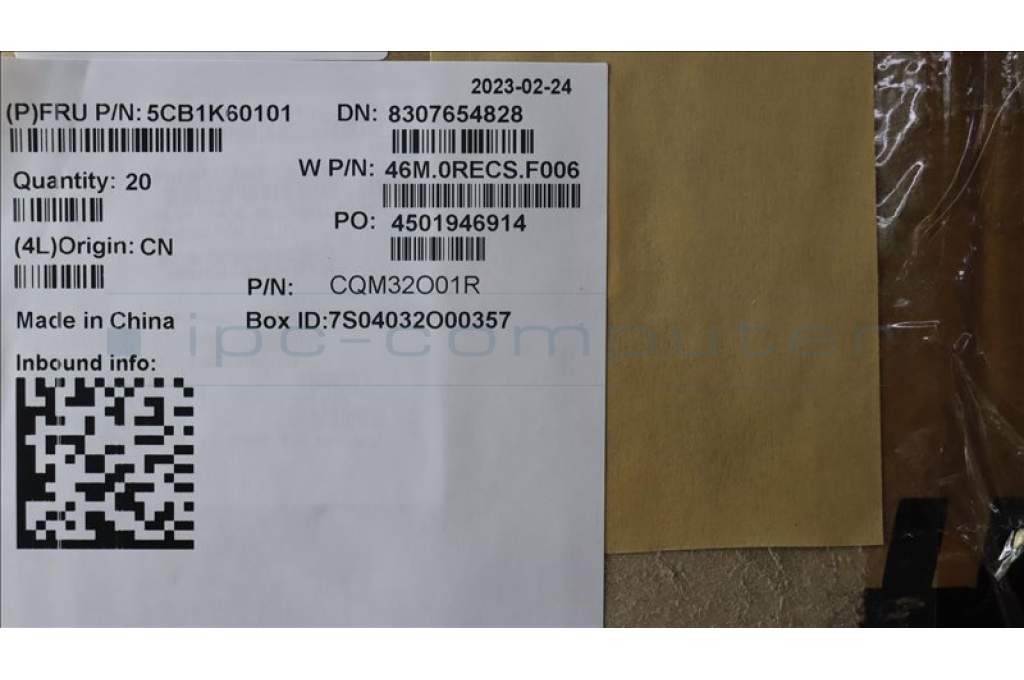 2023-02-24
(P)FRU P/N: 5CB1K60101 DN: 8307654828
W P/N: 46M.0RECS.F006
Quantity: 20
PO: 4501946914
(4L)Origin: CN
P/N: CQM32O01R
Made in China Box ID:7S04032O00357
ipc-computer
Inbound info: